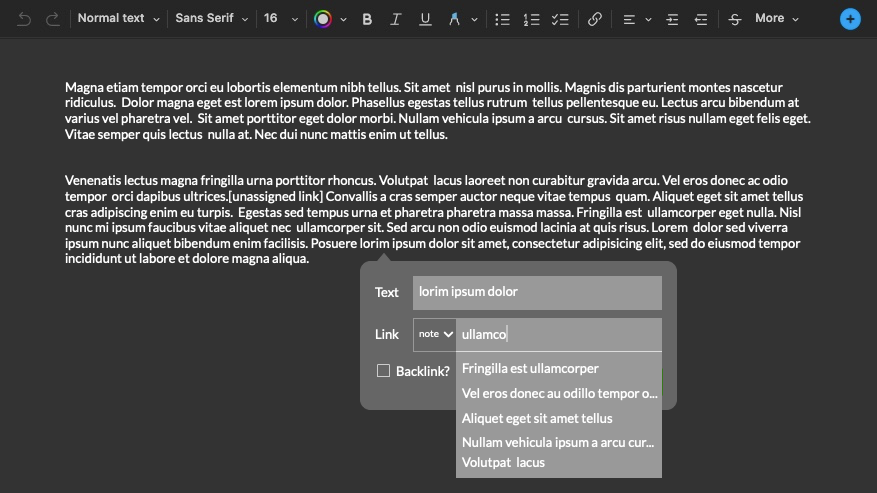 Normal text Sans Serif 16 B I U More
Magna etiam tempor orci eu lobortis elementum nibh tellus. Sit amet nisl purus in mollis. Magnis dis parturient montes nascetur
ridiculus. Dolor magna eget est lorem ipsum dolor. Phasellus egestas tellus rutrum tellus pellentesque eu. Lectus arcu bibendum at
varius vel pharetra vel. Sit amet porttitor eget dolor morbi. Nullam vehicula ipsum a arcu cursus. Sit amet risus nullam eget felis eget.
Vitae semper quis lectus nulla at. Nec dui nunc mattis enim ut tellus.
Venenatis lectus magna fringilla urna porttitor rhoncus. Volutpat lacus laoreet non curabitur gravida arcu. Vel eros donec ac odio
tempor orci dapibus ultrices.[unassigned link] Convallis a cras semper auctor neque vitae tempus quam. Aliquet eget sit amet tellus
cras adipiscing enim eu turpis. Egestas sed tempus urna et pharetra pharetra massa massa. Fringilla est ullamcorper eget nulla. Nisl
nunc mi ipsum faucibus vitae aliquet nec ullamcorper sit. Sed arcu non odio euismod lacinia at quis risus. Lorem dolor sed viverra
ipsum nunc aliquet bibendum enim facilisis. Posuere lorim ipsum dolor sit amet, consectetur adipisicing elit, sed do eiusmod tempor
incididunt ut labore et dolore magna aliqua.
Text lorim ipsum dolor
Link note ullamco
Backlink? Fringilla est ullamcorper
Vel eros donec au odillo tempor o...
Aliquet eget sit amet tellus
Nullam vehicula ipsum a arcu cur...
Volutpat lacus